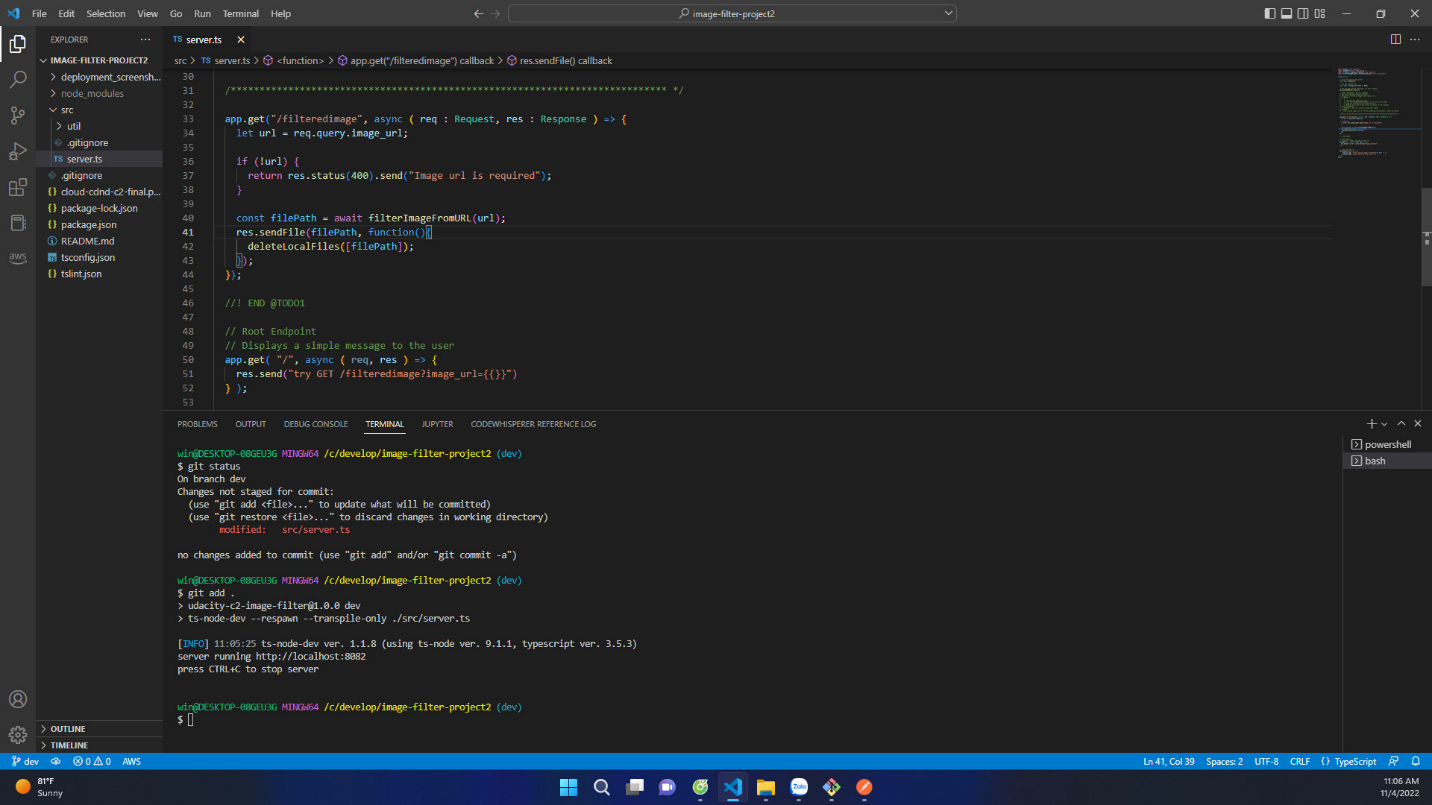 File Edit Selection View Go Run Terminal Help
image-filter-project2
EXPLORER
IMAGE-FILTER-PROJECT2
deployment_screensh...
node_modules
src
util
.gitignore
TS server.ts
.gitignore
{} cloud-cdnd-c2-final.p...
{} package-lock.json
{} package.json
README.md
tsconfig.json
{} tslint.json
OUTLINE
TIMELINE
TS server.ts
src > TS server.ts > <function> > app.get("/filteredimage") callback > res.sendFile() callback
30
31 /*************************************************************************** */
32
33 app.get("/filteredimage", async ( req : Request, res : Response ) => {
34 let url = req.query.image_url;
35
36 if (!url) {
37 return res.status(400).send("Image url is required");
38 }
39
40 const filePath = await filterImageFromURL(url);
41 res.sendFile(filePath, function(){
42 deleteLocalFiles([filePath]);
43 });
44 });
45
46 //! END @TODO1
47
48 // Root Endpoint
49 // Displays a simple message to the user
50 app.get( "/", async ( req, res ) => {
51 res.send("try GET /filteredimage?image_url={{}}")
52 } );
53
PROBLEMS OUTPUT DEBUG CONSOLE TERMINAL JUPYTER CODEWHISPERER REFERENCE LOG
win@DESKTOP-08GEU3G MINGW64 /c/develop/image-filter-project2 (dev)
$ git status
On branch dev
Changes not staged for commit:
(use "git add <file>..." to update what will be committed)
(use "git restore <file>..." to discard changes in working directory)
modified: src/server.ts
no changes added to commit (use "git add" and/or "git commit -a")
win@DESKTOP-08GEU3G MINGW64 /c/develop/image-filter-project2 (dev)
$ git add .
> udacity-c2-image-filter@1.0.0 dev
> ts-node-dev --respawn --transpile-only ./src/server.ts
[INFO] 11:05:25 ts-node-dev ver. 1.1.8 (using ts-node ver. 9.1.1, typescript ver. 3.5.3)
server running http://localhost:8082
press CTRL+C to stop server
win@DESKTOP-08GEU3G MINGW64 /c/develop/image-filter-project2 (dev)
$
powershell
bash
aws
dev 0 0 AWS
Ln 41, Col 39 Spaces: 2 UTF-8 CRLF {} TypeScript
81°F
Sunny
Zalo
11:06 AM
11/4/2022